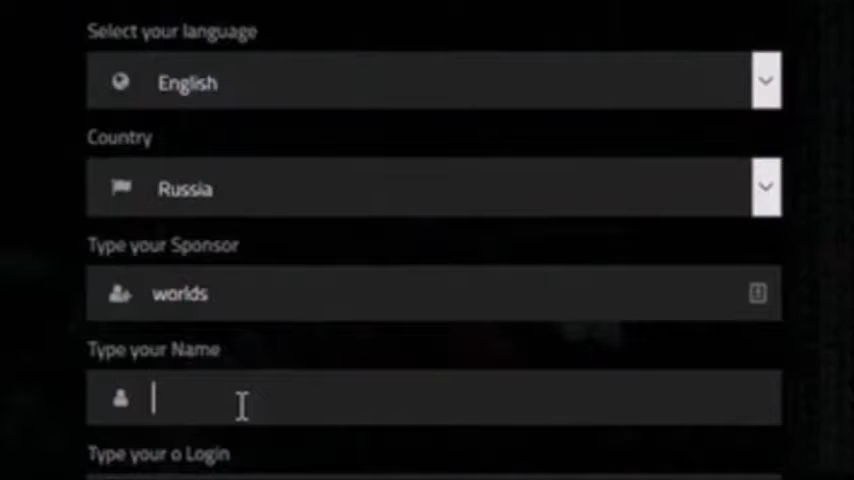 Select your language
English
Country
Russia
Type your Sponsor
worlds
Type your Name
Type your o Login